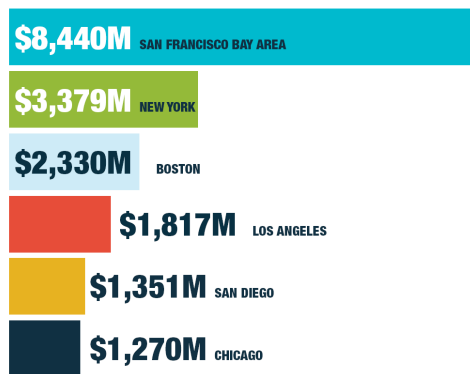 $8,440M SAN FRANCISCO BAY AREA
$3,379M NEW YORK
$2,330M BOSTON
$1,817M LOS ANGELES
$1,351M SAN DIEGO
$1,270M CHICAGO